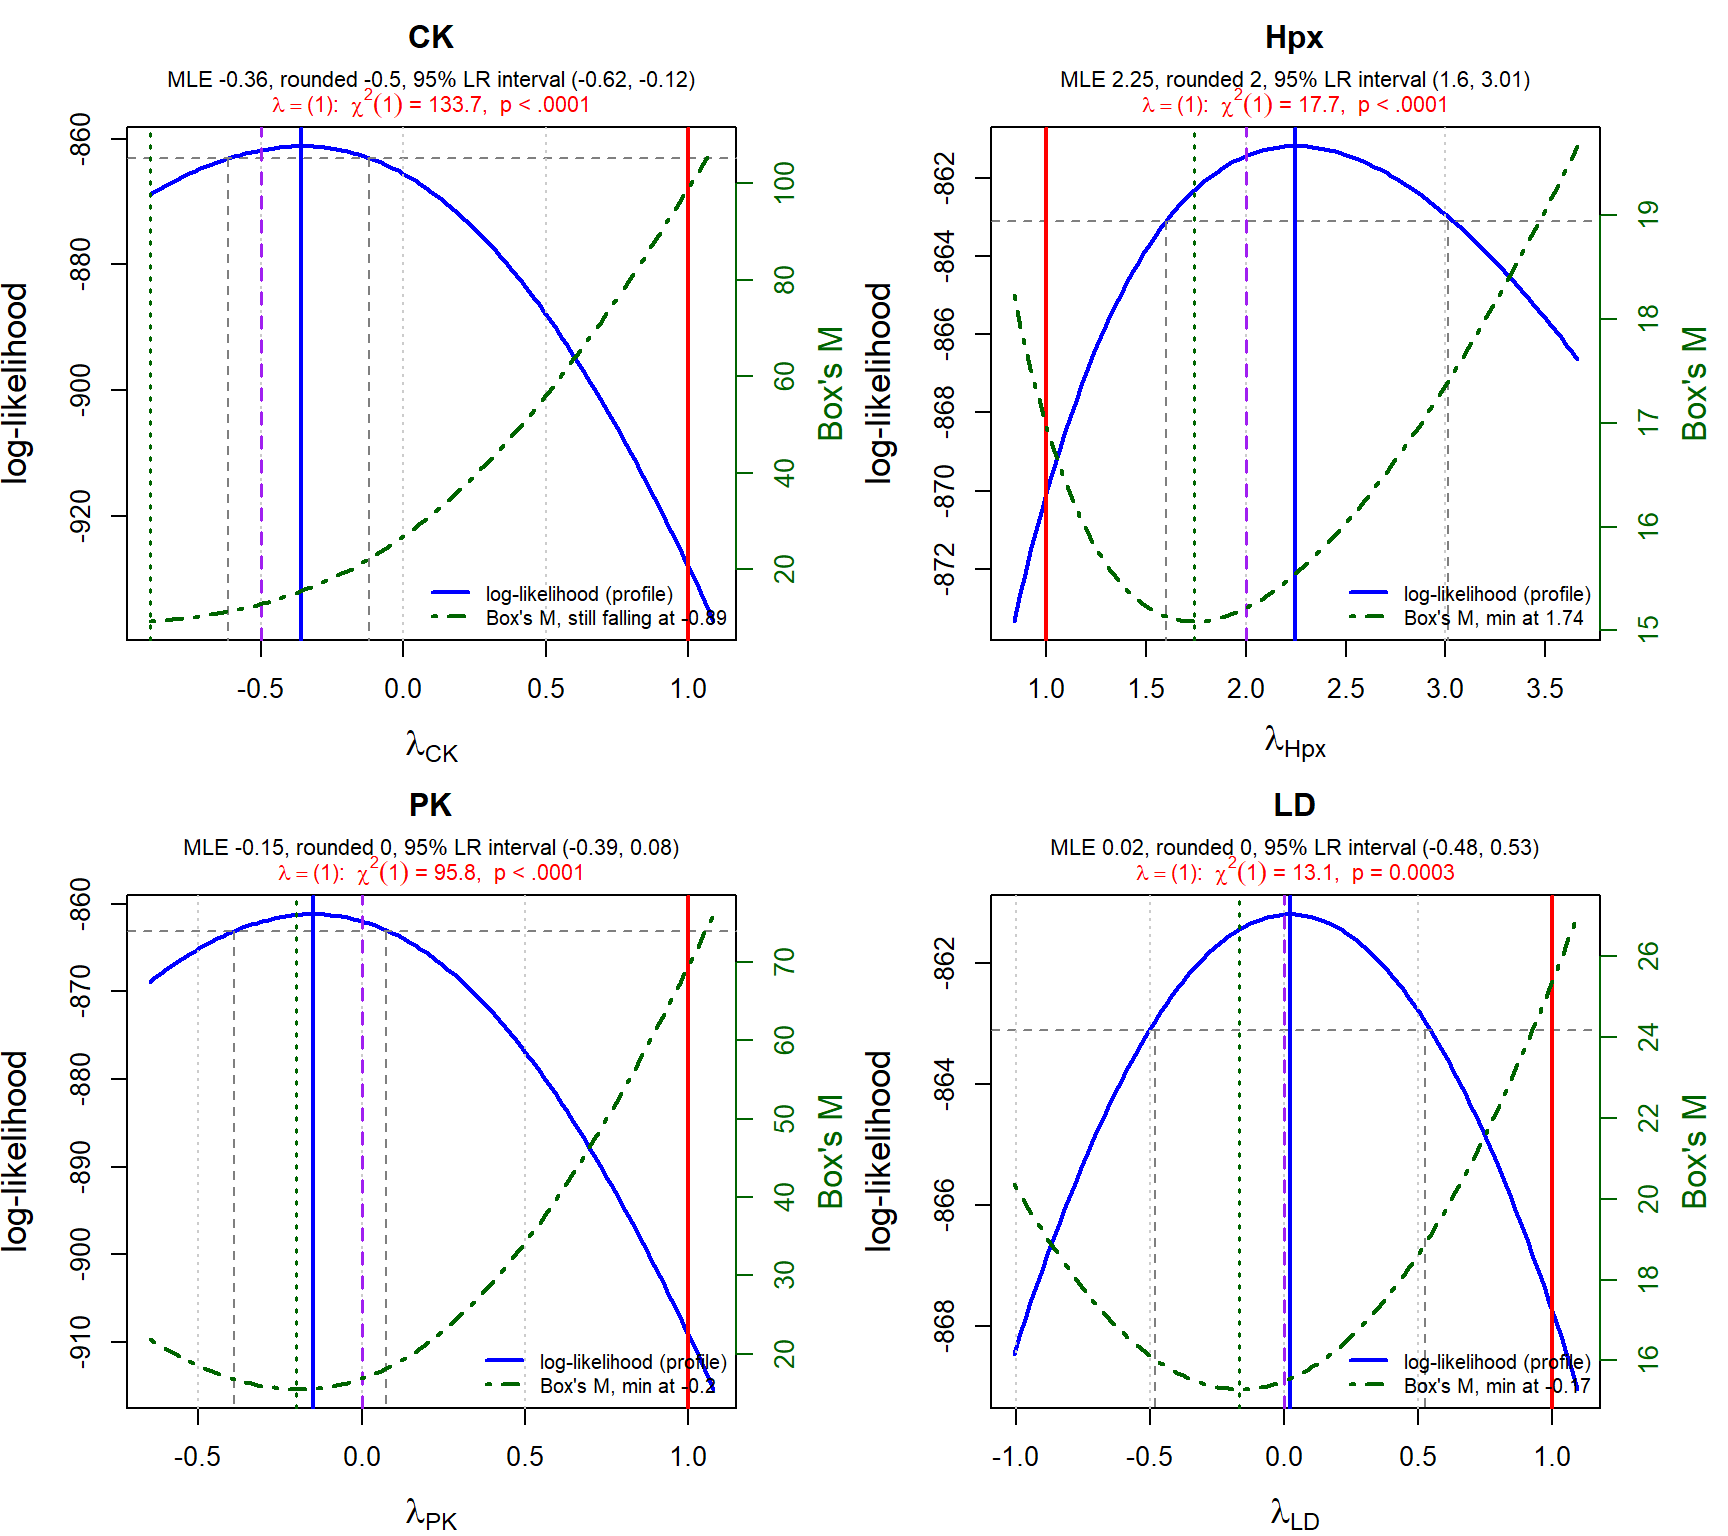 CK
MLE -0.36, rounded -0.5, 95% LR interval (-0.62, -0.12)
λ = (1): χ²(1) = 133.7, p < .0001
log-likelihood
-860
-880
-900
-920
100
80
60
40
20
Box's M
log-likelihood (profile)
Box's M, still falling at -0.89
-0.5 0.0 0.5 1.0
λCK
Hpx
MLE 2.25, rounded 2, 95% LR interval (1.6, 3.01)
λ = (1): χ²(1) = 17.7, p < .0001
log-likelihood
-862
-864
-866
-868
-870
-872
19
18
17
16
15
Box's M
log-likelihood (profile)
Box's M, min at 1.74
1.0 1.5 2.0 2.5 3.0 3.5
λHpx
PK
MLE -0.15, rounded 0, 95% LR interval (-0.39, 0.08)
λ = (1): χ²(1) = 95.8, p < .0001
log-likelihood
-860
-870
-880
-890
-900
-910
70
60
50
40
30
20
Box's M
log-likelihood (profile)
Box's M, min at -0.2
-0.5 0.0 0.5 1.0
λPK
LD
MLE 0.02, rounded 0, 95% LR interval (-0.48, 0.53)
λ = (1): χ²(1) = 13.1, p = 0.0003
log-likelihood
-862
-864
-866
-868
26
24
22
20
18
16
Box's M
log-likelihood (profile)
Box's M, min at -0.17
-1.0 -0.5 0.0 0.5 1.0
λLD